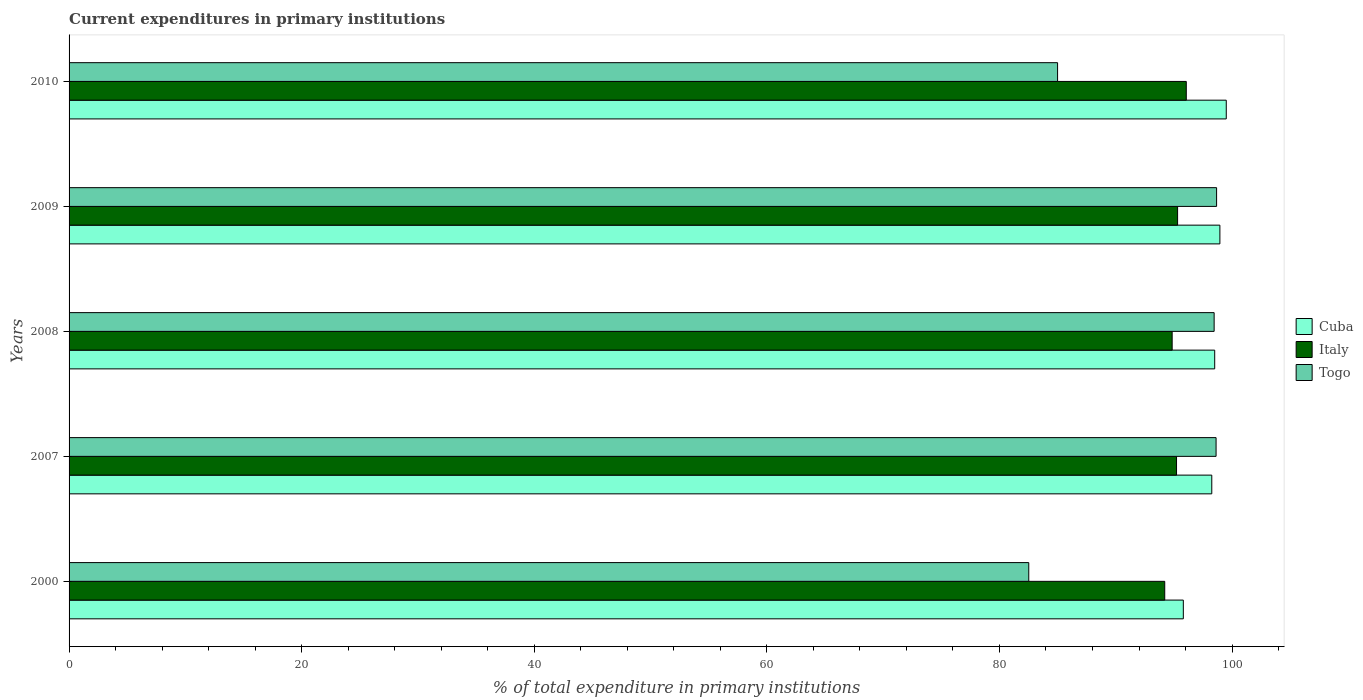 Current expenditures in primary institutions
2010
2009
2008
2007
2000
Years
0
20
40
60
80
100
% of total expenditure in primary institutions
Cuba
Italy
Togo